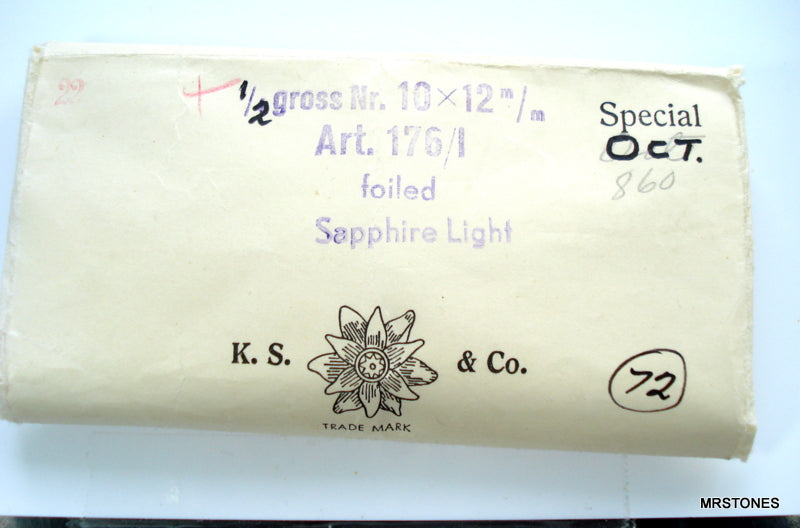 22
+ 1/2 gross Nr. 10×12 m/m
Special
Art. 176/I
OCT.
foiled
860
Sapphire Light
K. S. & Co.
TRADE MARK
72
MRSTONES